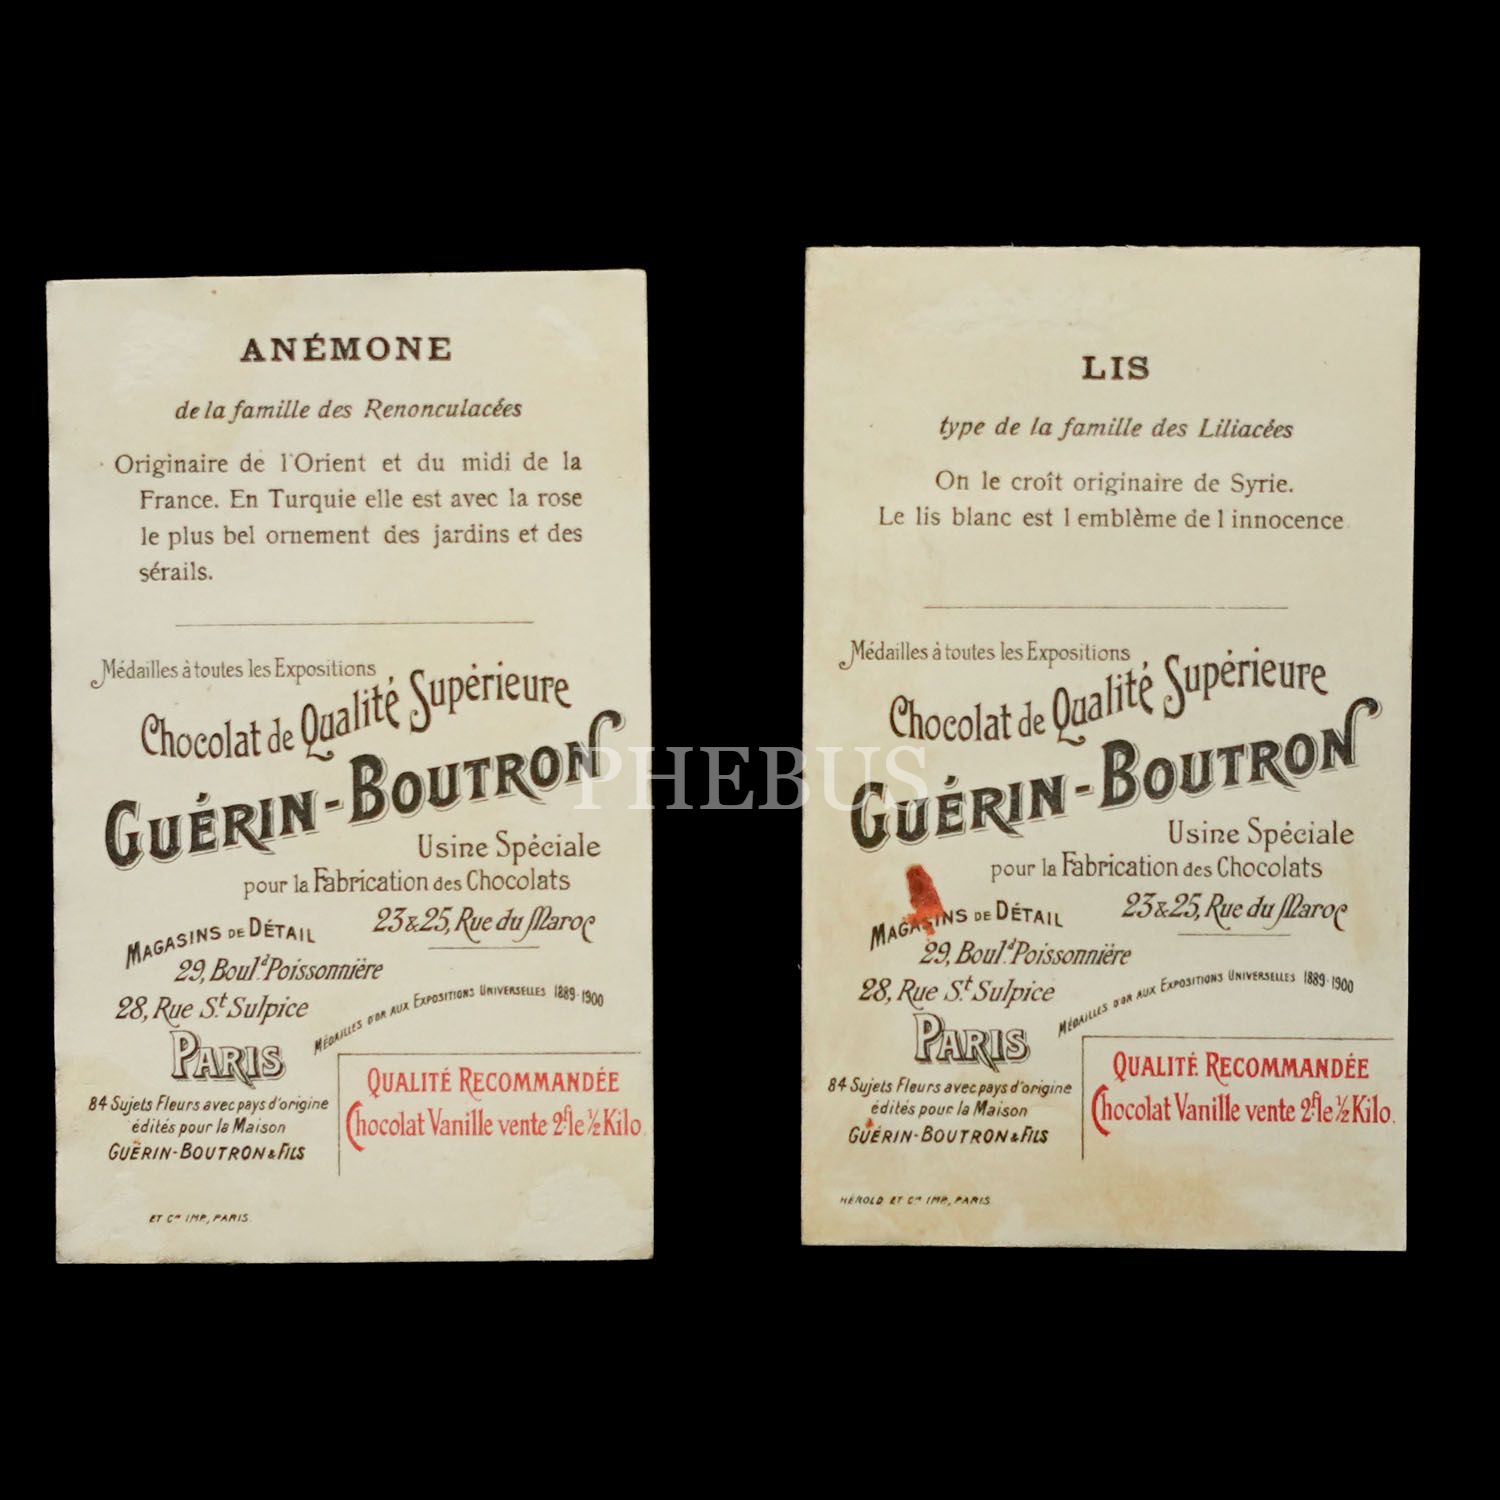 ANÉMONE
de la famille des Renonculacées
Originaire de l'Orient et du midi de la
France. En Turquie elle est avec la rose
le plus bel ornement des jardins et des
sérails.
Médailles à toutes les Expositions
Chocolat de Qualité Supérieure
GUÉRIN-BOUTRON
Usine Spéciale
pour la Fabrication des Chocolats
23 & 25, Rue du Maroc
MAGASINS DE DÉTAIL
29, Boul.d Poissonnière
28, Rue St. Sulpice
PARIS
MÉDAILLES D'OR AUX EXPOSITIONS UNIVERSELLES 1889-1900
84 Sujets Fleurs avec pays d'origine
édités pour la Maison
GUÉRIN-BOUTRON & FILS
QUALITÉ RECOMMANDÉE
Chocolat Vanille vente 2f. le ½ Kilo.
ET Cie IMP., PARIS.
LIS
type de la famille des Liliacées
On le croît originaire de Syrie.
Le lis blanc est l emblème de l innocence
Médailles à toutes les Expositions
Chocolat de Qualité Supérieure
GUÉRIN-BOUTRON
Usine Spéciale
pour la Fabrication des Chocolats
23 & 25, Rue du Maroc
MAGASINS DE DÉTAIL
29, Boul.d Poissonnière
28, Rue St. Sulpice
PARIS
MÉDAILLES D'OR AUX EXPOSITIONS UNIVERSELLES 1889-1900
84 Sujets Fleurs avec pays d'origine
édités pour la Maison
GUÉRIN-BOUTRON & FILS
QUALITÉ RECOMMANDÉE
Chocolat Vanille vente 2f. le ½ Kilo.
HÉROLD ET Cie IMP., PARIS
PHEBUS